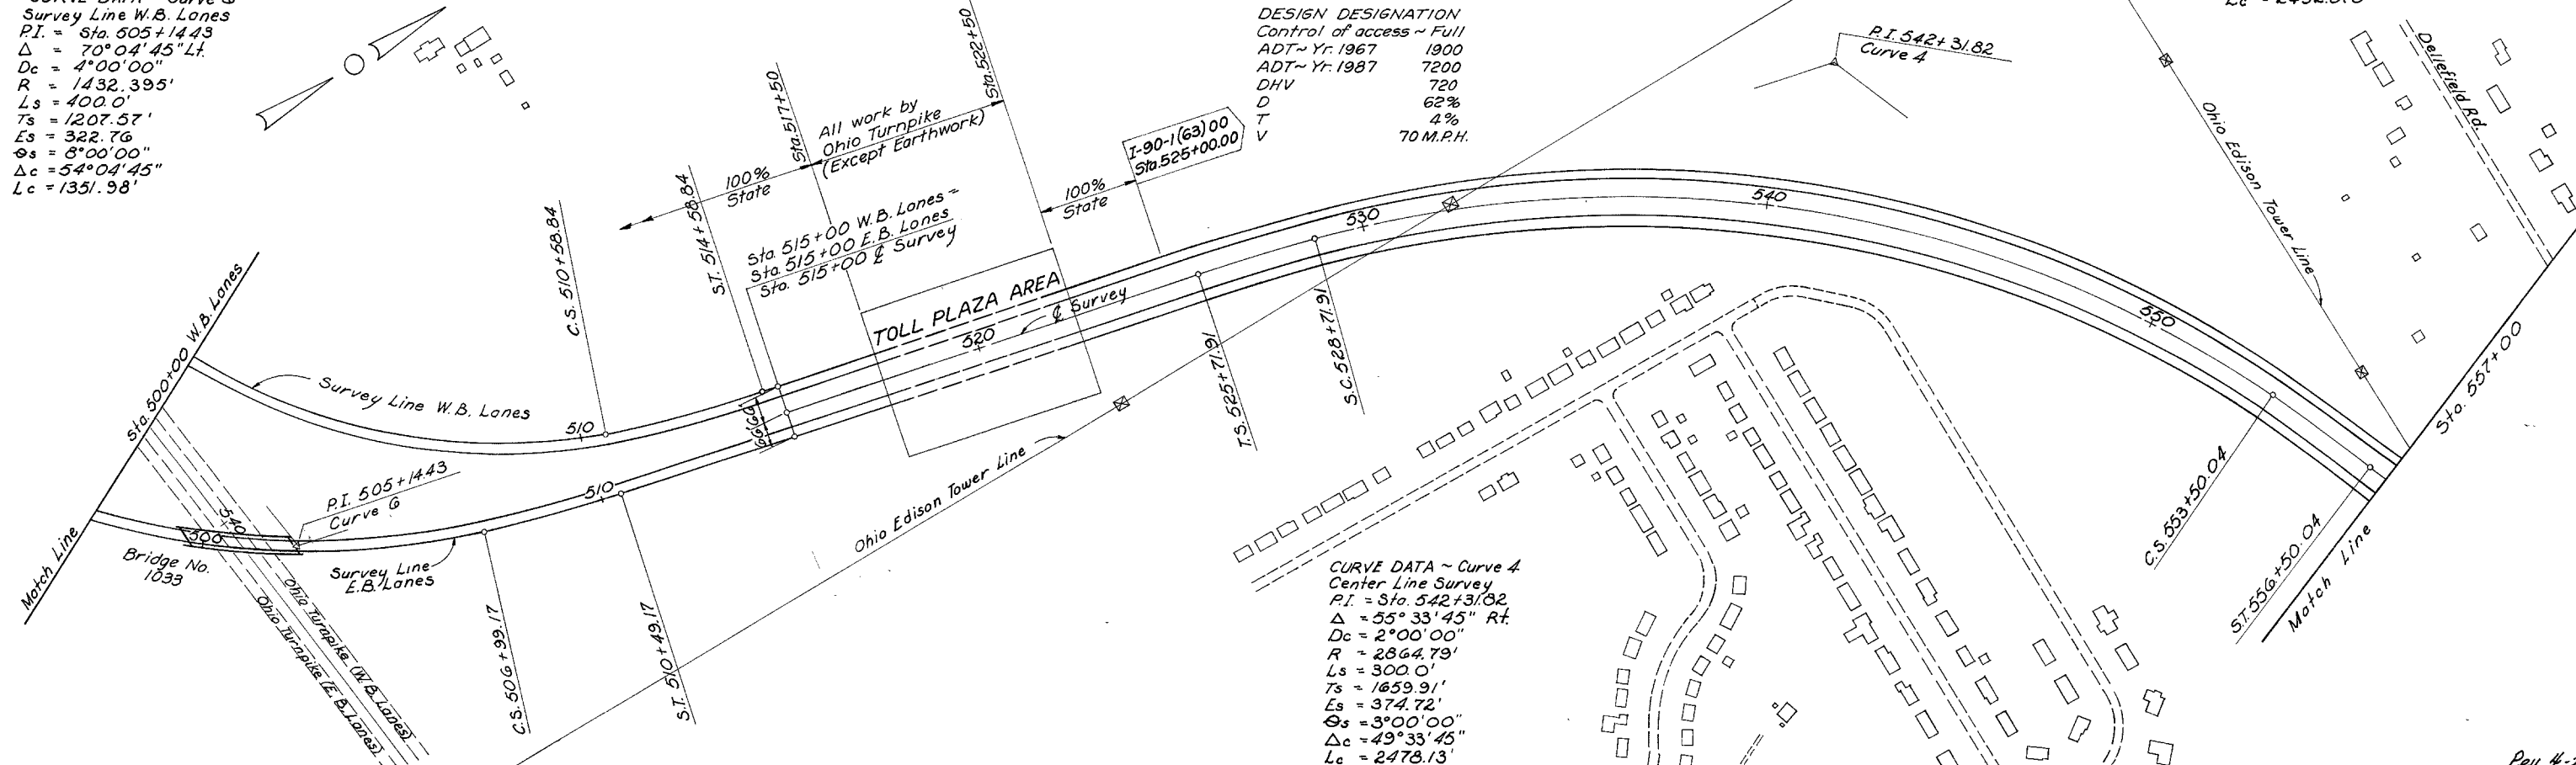 Survey Line W.B. Lanes
P.I. = Sta. 505+14.43
Δ = 70°04'45" Lt.
Dc = 4°00'00"
R = 1432.395'
Ls = 400.0'
Ts = 1207.57'
Es = 322.76
Θs = 8°00'00"
Δc = 54°04'45"
Lc = 1351.98'
DESIGN DESIGNATION
Control of access ~ Full
ADT ~ Yr. 1967 1900
ADT ~ Yr. 1987 7200
DHV 720
D 62%
T 4%
V 70 M.P.H.
P.I. 542+31.82
Curve 4
Dellefield Rd.
Ohio Edison Tower Line
Sta. 517+50
Sta. 522+50
All work by
Ohio Turnpike
(Except Earthwork)
100%
State
I-90-1(63)00
Sta. 525+00.00
100%
State
C.S. 510+58.84
S.T. 514+58.84
Sta. 515+00 W.B. Lanes =
Sta. 515+00 E.B. Lanes
Sta. 515+00 ℄ Survey
TOLL PLAZA AREA
℄ Survey
520
530
540
550
Sta. 500+00 W.B. Lanes
Survey Line W.B. Lanes
510
66' 66'
T.S. 525+71.91
S.C. 528+71.91
Sta. 557+00
Match Line
C.S. 553+50.04
S.T. 556+50.04
Match Line
P.I. 505+14.43
Curve 6
540
500
510
Bridge No.
1033
Survey Line
E.B. Lanes
Ohio Turnpike (W.B. Lanes)
Ohio Turnpike (E.B. Lanes)
C.S. 506+99.17
S.T. 510+49.17
Ohio Edison Tower Line
CURVE DATA ~ Curve 4
Center Line Survey
P.I. = Sta. 542+31.82
Δ = 55°33'45" Rt.
Dc = 2°00'00"
R = 2864.79'
Ls = 300.0'
Ts = 1659.91'
Es = 374.72'
Θs = 3°00'00"
Δc = 49°33'45"
Lc = 2478.13'